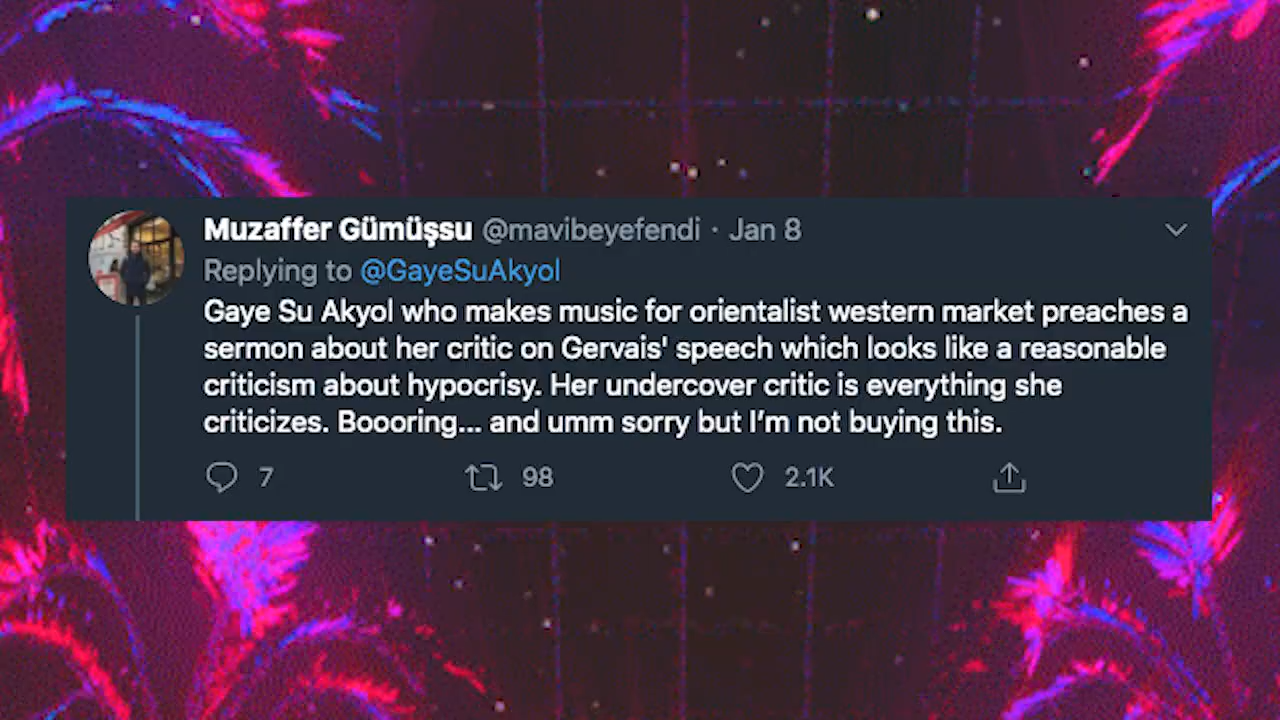 Muzaffer Gümüşsu @mavibeyefendi · Jan 8
Replying to @GayeSuAkyol
Gaye Su Akyol who makes music for orientalist western market preaches a
sermon about her critic on Gervais' speech which looks like a reasonable
criticism about hypocrisy. Her undercover critic is everything she
criticizes. Boooring... and umm sorry but I’m not buying this.
7 98 2.1K